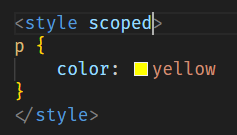 <style scoped>
p {
    color: yellow
}
</style>